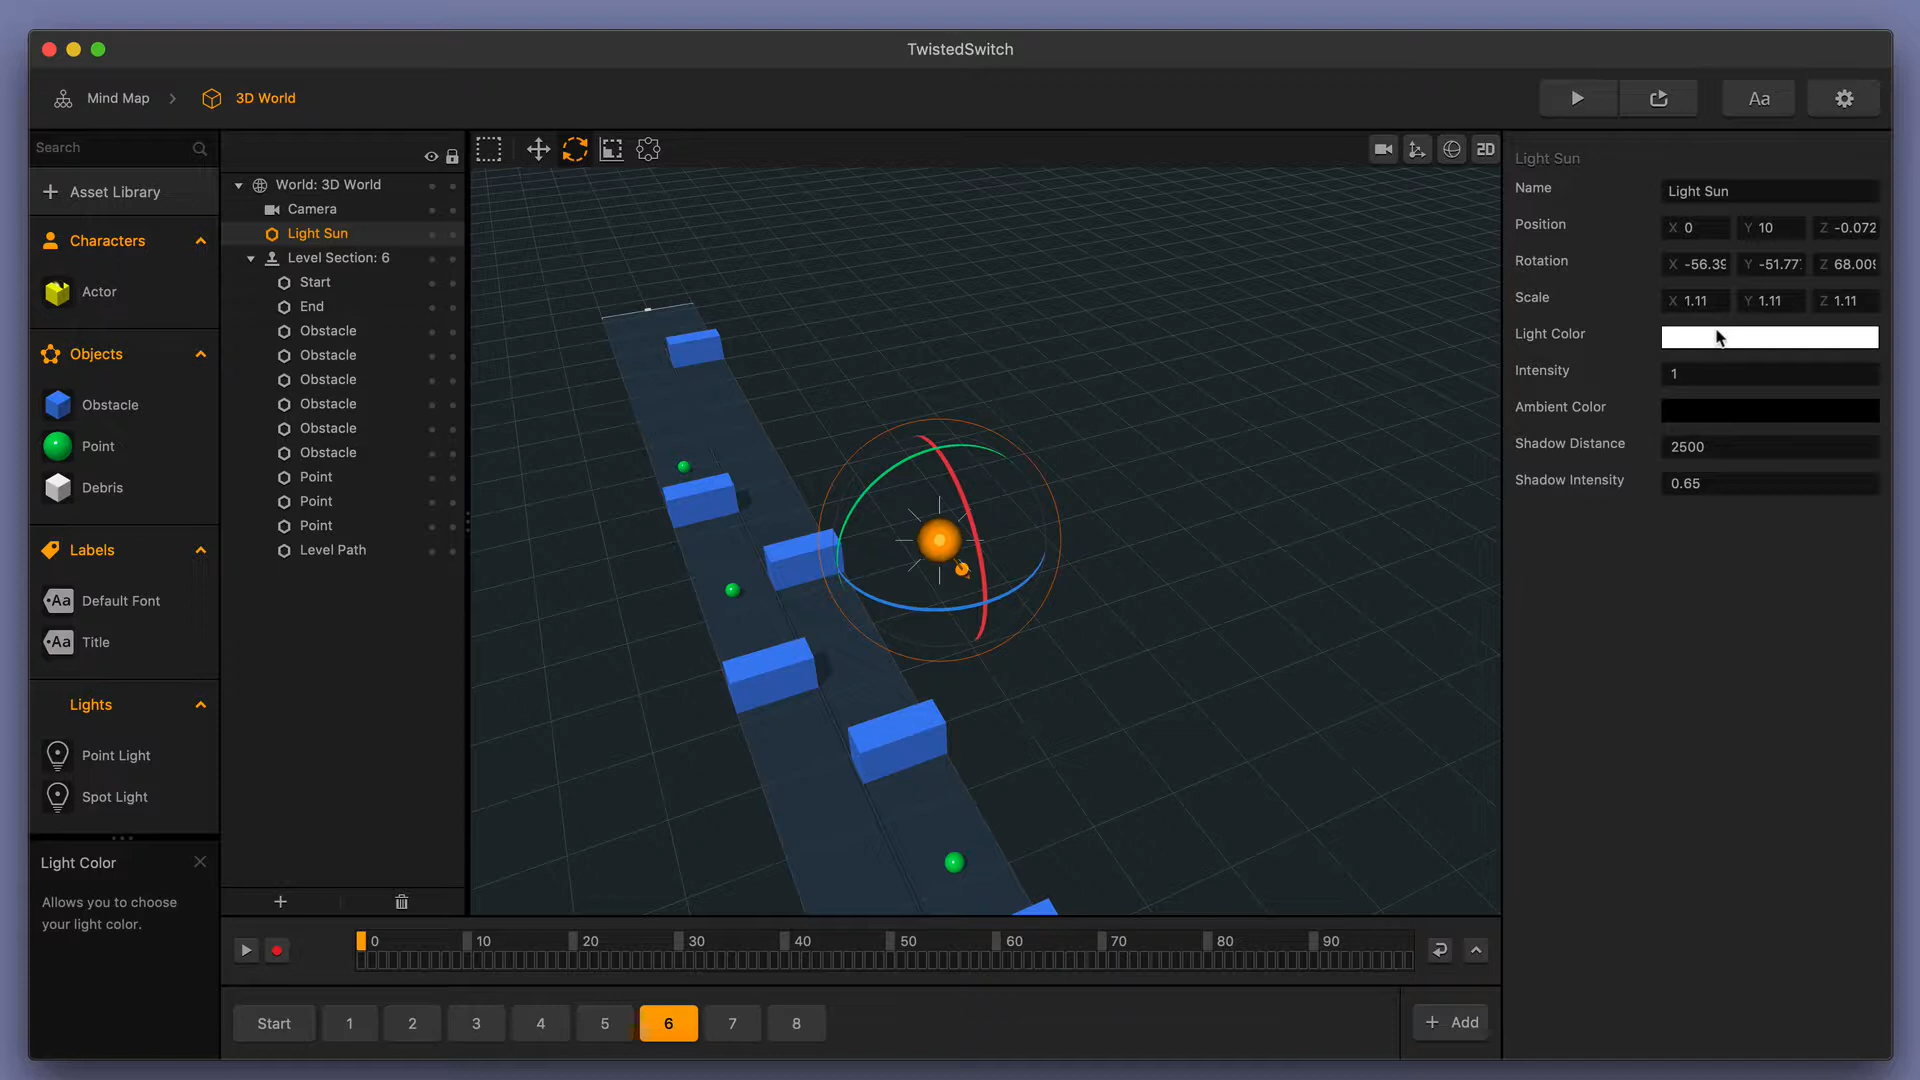 TwistedSwitch
Mind Map
3D World
Aa
Search
Asset Library
Characters
Actor
Objects
Obstacle
Point
Debris
Labels
Aa Default Font
Aa Title
Lights
Point Light
Spot Light
Light Color
Allows you to choose
your light color.
World: 3D World
Camera
Light Sun
Level Section: 6
Start
End
Obstacle
Obstacle
Obstacle
Obstacle
Obstacle
Obstacle
Point
Point
Point
Level Path
2D
Light Sun
Name Light Sun
Position X 0 Y 10 Z -0.072
Rotation X -56.39 Y -51.77 Z 68.009
Scale X 1.11 Y 1.11 Z 1.11
Light Color
Intensity 1
Ambient Color
Shadow Distance 2500
Shadow Intensity 0.65
0 10 20 30 40 50 60 70 80 90
Start 1 2 3 4 5 6 7 8
+ Add